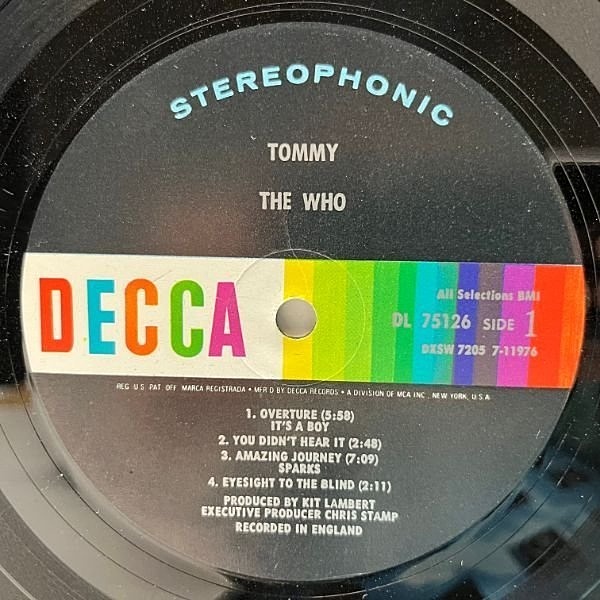 STEREOPHONIC
TOMMY
THE WHO
DECCA
All Selections BMI
DL 75126 SIDE 1
DXSW 7205 7-11976
REG. U.S. PAT. OFF. MARCA REGISTRADA • MFR'D BY DECCA RECORDS • A DIVISION OF MCA INC., NEW YORK, U.S.A.
1. OVERTURE (5:58)
IT'S A BOY
2. YOU DIDN'T HEAR IT (2:48)
3. AMAZING JOURNEY (7:09)
SPARKS
4. EYESIGHT TO THE BLIND (2:11)
PRODUCED BY KIT LAMBERT
EXECUTIVE PRODUCER CHRIS STAMP
RECORDED IN ENGLAND